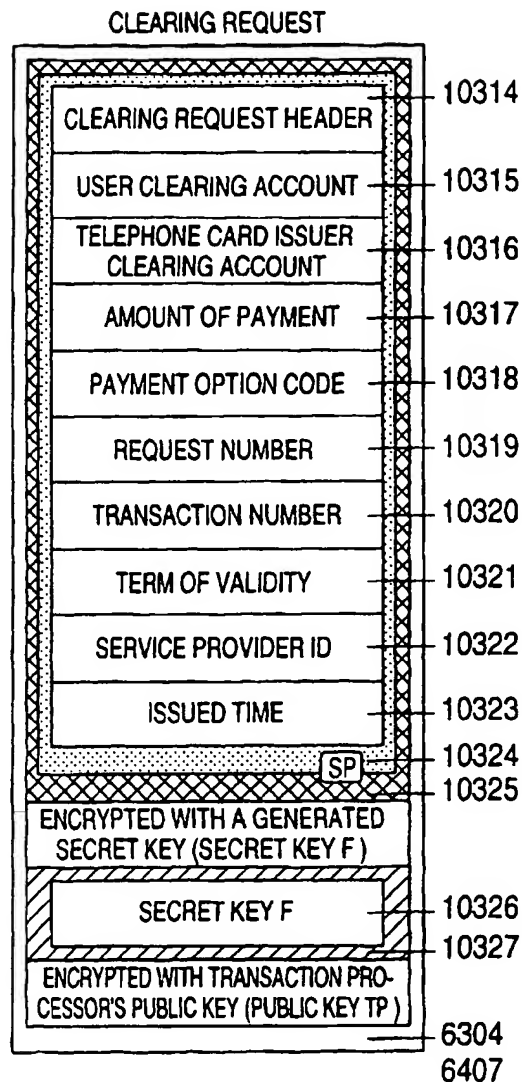 CLEARING REQUEST
CLEARING REQUEST HEADER 10314
USER CLEARING ACCOUNT 10315
TELEPHONE CARD ISSUER
CLEARING ACCOUNT 10316
AMOUNT OF PAYMENT 10317
PAYMENT OPTION CODE 10318
REQUEST NUMBER 10319
TRANSACTION NUMBER 10320
TERM OF VALIDITY 10321
SERVICE PROVIDER ID 10322
ISSUED TIME 10323
SP 10324
10325
ENCRYPTED WITH A GENERATED
SECRET KEY (SECRET KEY F )
SECRET KEY F 10326
10327
ENCRYPTED WITH TRANSACTION PRO-
CESSOR'S PUBLIC KEY (PUBLIC KEY TP )
6304
6407